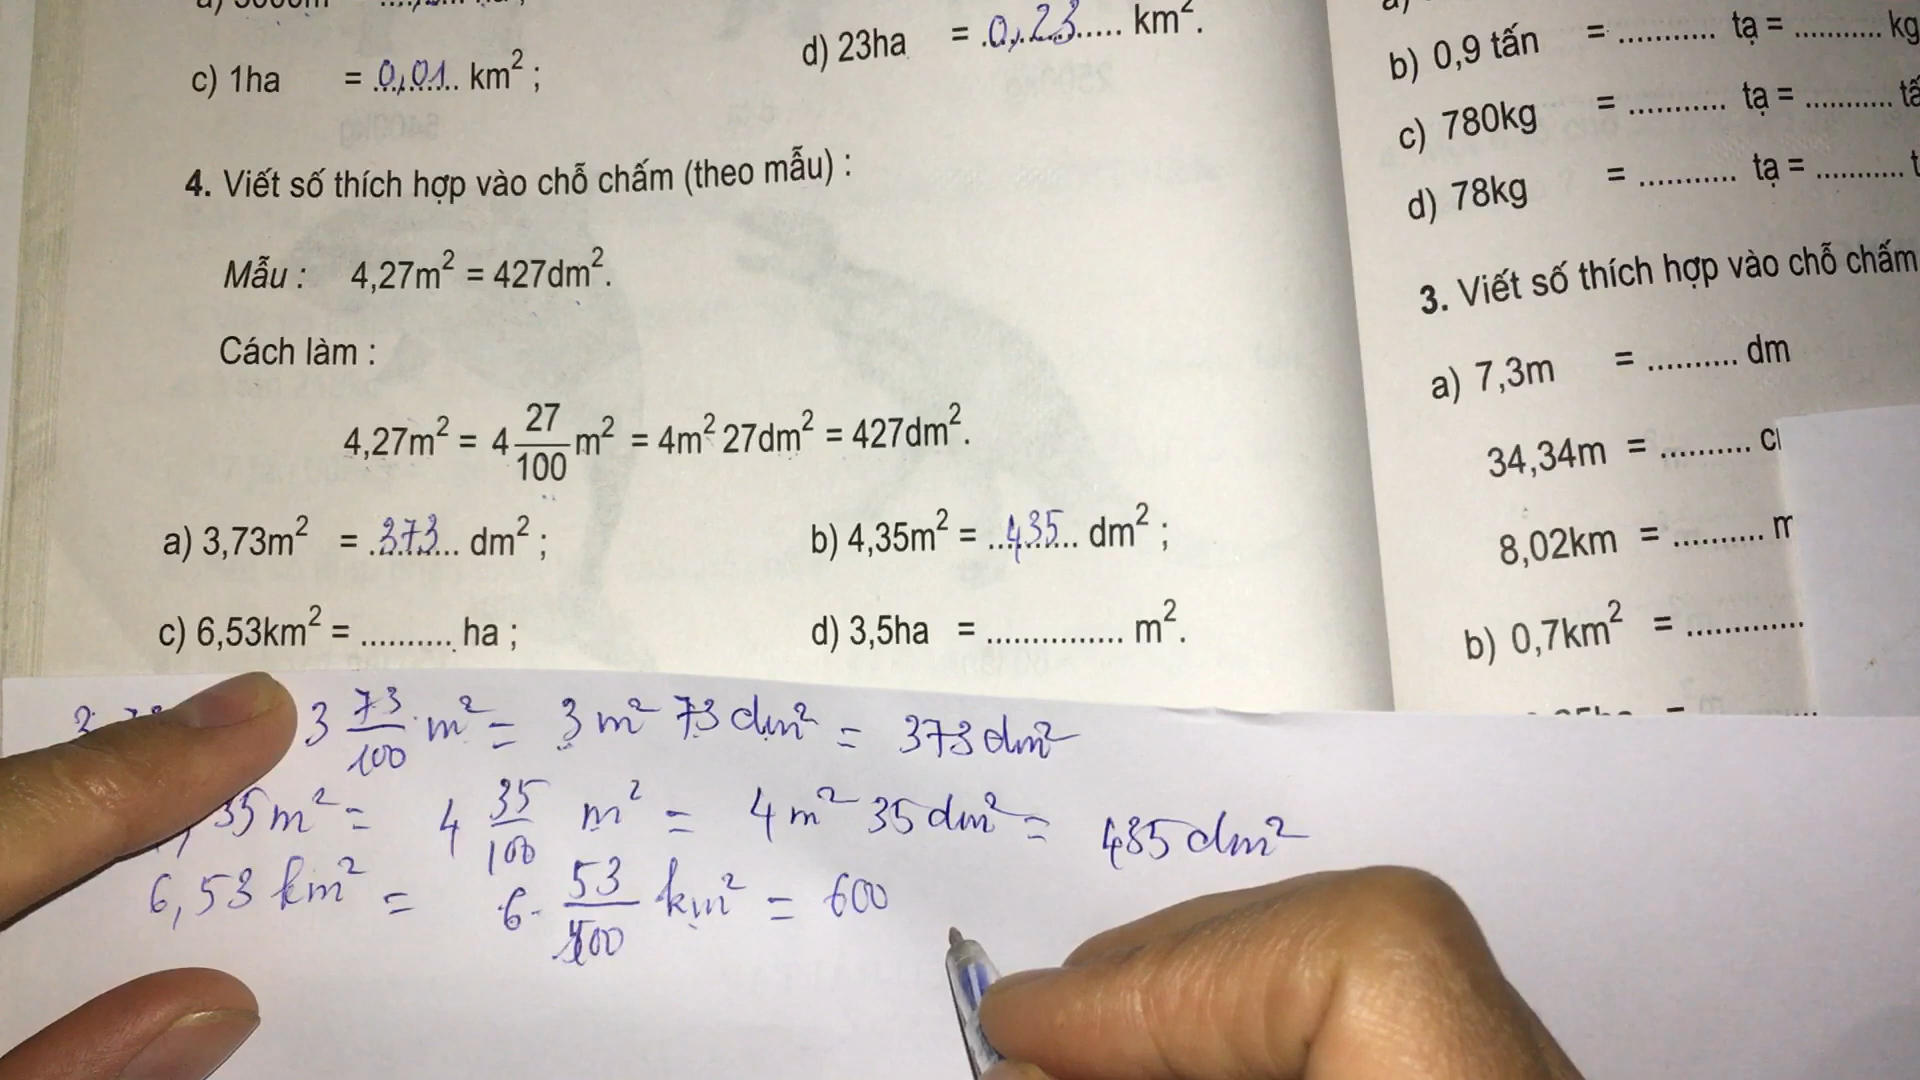 c) 1ha = 0,01 km² ;
d) 23ha = 0,23 km².
4. Viết số thích hợp vào chỗ chấm (theo mẫu) :
Mẫu : 4,27m² = 427dm².
Cách làm :
4,27m² = 4 27/100 m² = 4m² 27dm² = 427dm².
a) 3,73m² = 373 dm² ;
b) 4,35m² = 435 dm² ;
c) 6,53km² = .......... ha ;
d) 3,5ha = ............... m².
3 73/100 m² = 3m² 73dm² = 373dm²
35m² = 4 35/100 m² = 4m² 35dm² = 435dm²
6,53 km² = 6 53/100 km² = 600
b) 0,9 tấn = ........... tạ = .......... kg
c) 780kg = ........... tạ = ..........
d) 78kg = ........... tạ = ..........
3. Viết số thích hợp vào chỗ chấm
a) 7,3m = .......... dm
34,34m = ..........
8,02km = ..........
b) 0,7km² = .............